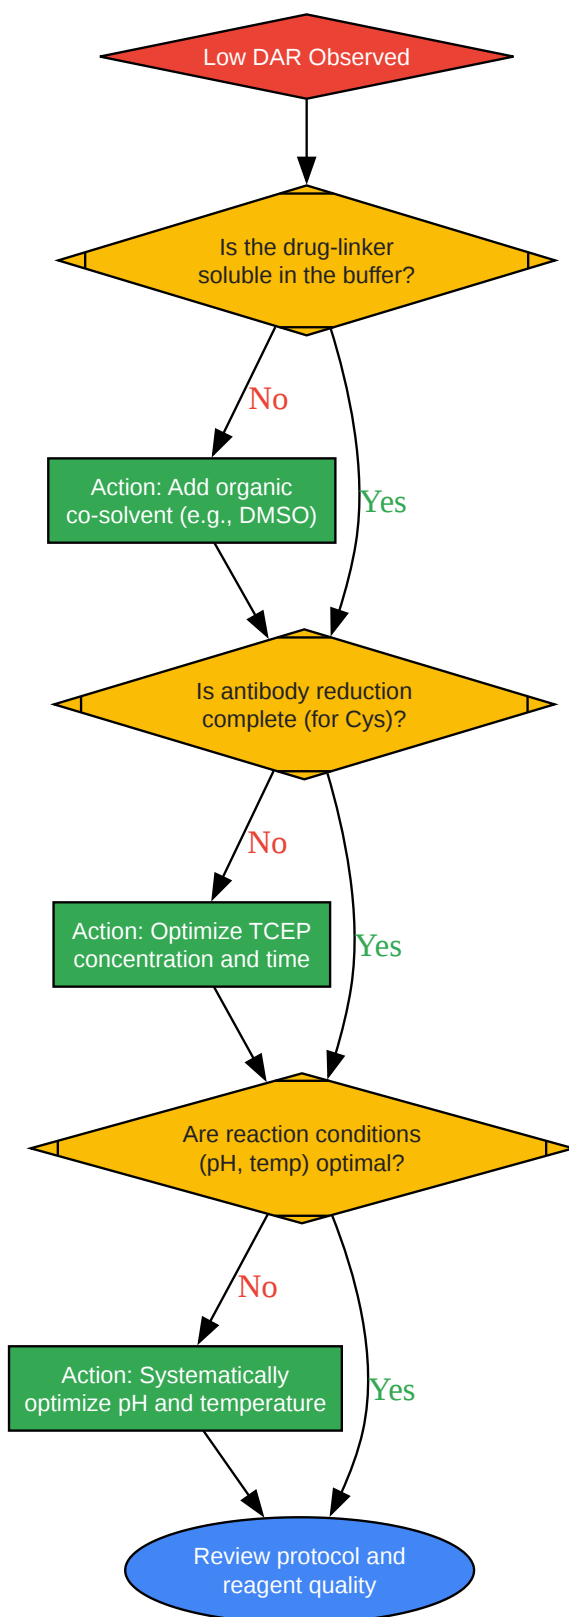 Low DAR Observed
Is the drug-linker
soluble in the buffer?
No
Yes
Action: Add organic
co-solvent (e.g., DMSO)
Is antibody reduction
complete (for Cys)?
No
Yes
Action: Optimize TCEP
concentration and time
Are reaction conditions
(pH, temp) optimal?
No
Yes
Action: Systematically
optimize pH and temperature
Review protocol and
reagent quality